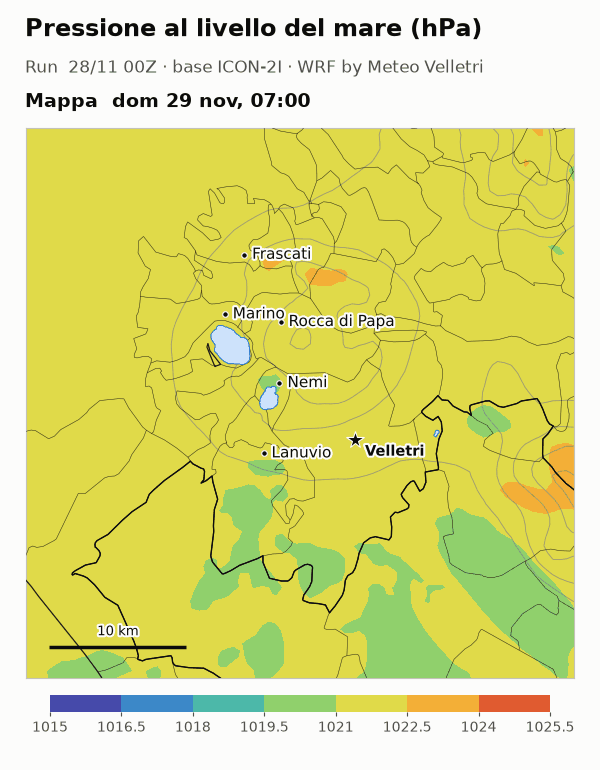 Pressione al livello del mare (hPa)
Run  28/11 00Z · base ICON-2I · WRF by Meteo Velletri
Mappa  dom 29 nov, 07:00
Frascati
Marino
Rocca di Papa
Nemi
Velletri
Lanuvio
10 km
1015 1016.5 1018 1019.5 1021 1022.5 1024 1025.5